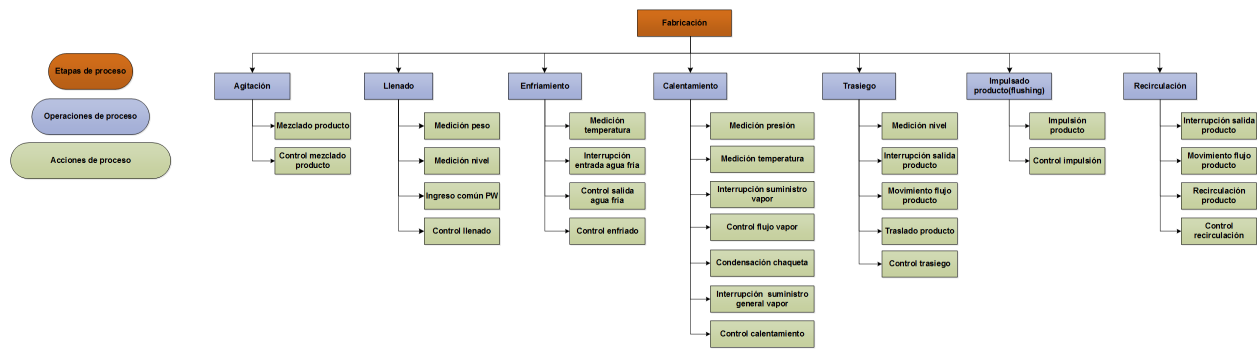 Fabricación
Etapas de proceso
Operaciones de proceso
Acciones de proceso
Agitación
Mezclado producto
Control mezclado
producto
Llenado
Medición peso
Medición nivel
Ingreso común PW
Control llenado
Enfriamiento
Medición
temperatura
Interrupción
entrada agua fría
Control salida
agua fría
Control enfriado
Calentamiento
Medición presión
Medición temperatura
Interrupción suministro
vapor
Control flujo vapor
Condensación chaqueta
Interrupción suministro
general vapor
Control calentamiento
Trasiego
Medición nivel
Interrupción salida
producto
Movimiento flujo
producto
Traslado producto
Control trasiego
Impulsado
producto(flushing)
Impulsión
producto
Control impulsión
Recirculación
Interrupción salida
producto
Movimiento flujo
producto
Recirculación
producto
Control
recirculación